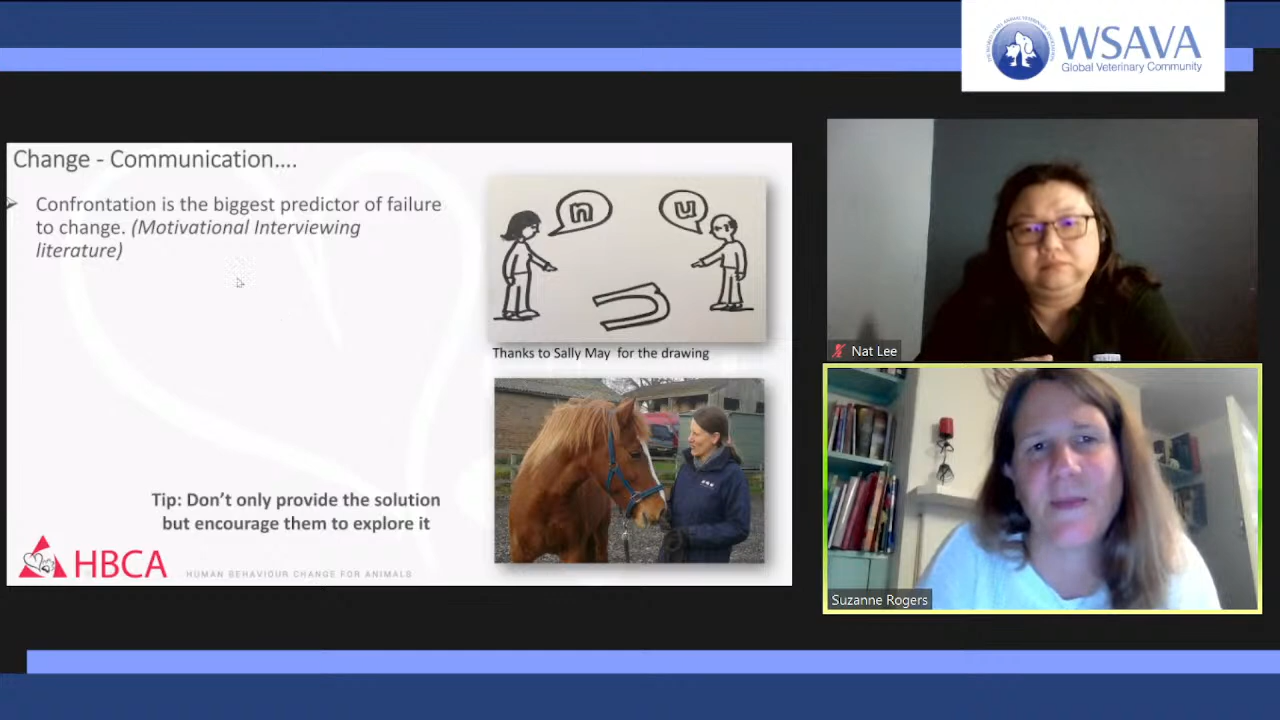 WSAVA
Global Veterinary Community
Change - Communication....
Confrontation is the biggest predictor of failure
to change. (Motivational Interviewing
literature)
n
u
Thanks to Sally May for the drawing
Tip: Don't only provide the solution
but encourage them to explore it
HBCA
HUMAN BEHAVIOUR CHANGE FOR ANIMALS
Nat Lee
Suzanne Rogers